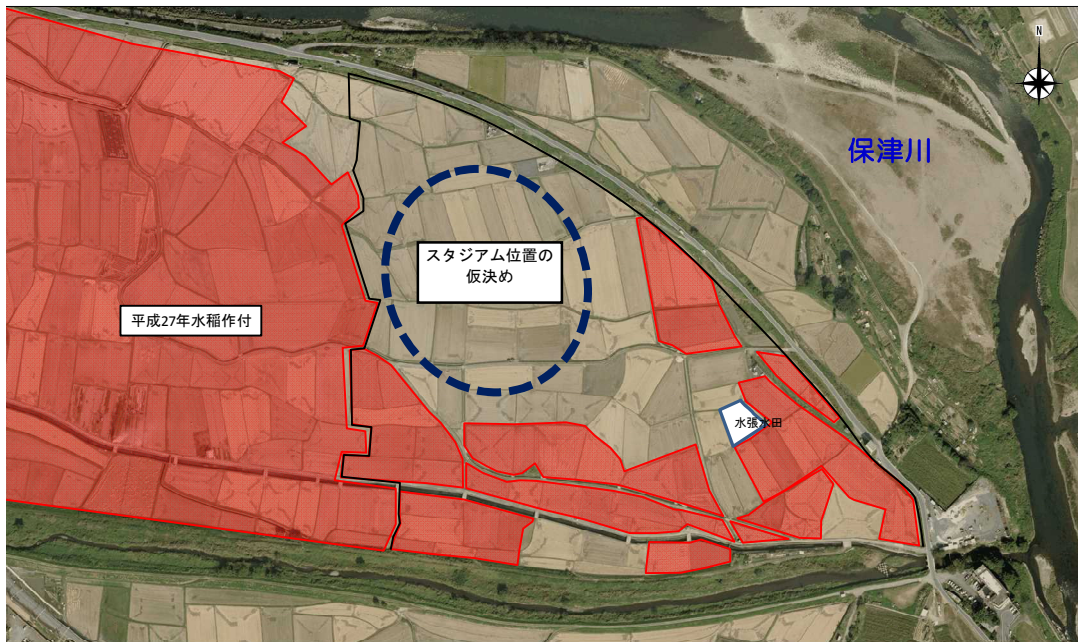 N
保津川
スタジアム位置の
仮決め
平成27年水稲作付
水張水田